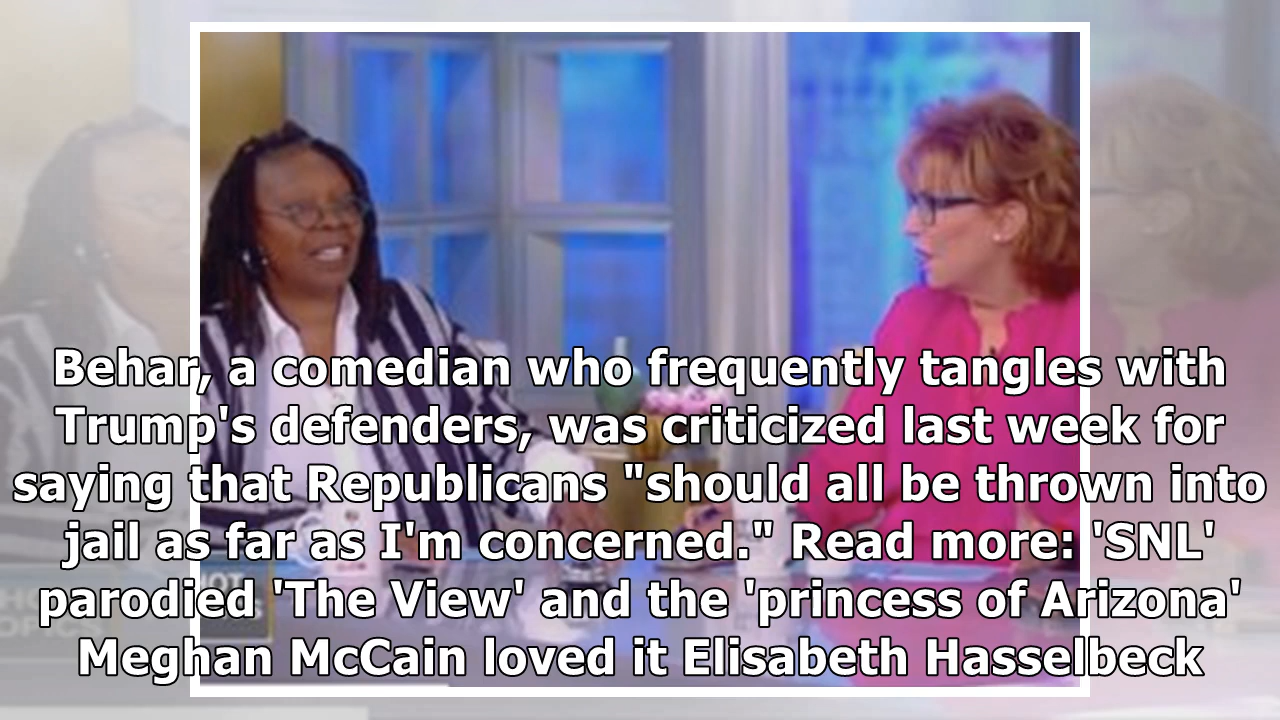 Behar, a comedian who frequently tangles with
Trump's defenders, was criticized last week for
saying that Republicans "should all be thrown into
jail as far as I'm concerned." Read more: 'SNL'
parodied 'The View' and the 'princess of Arizona'
Meghan McCain loved it Elisabeth Hasselbeck